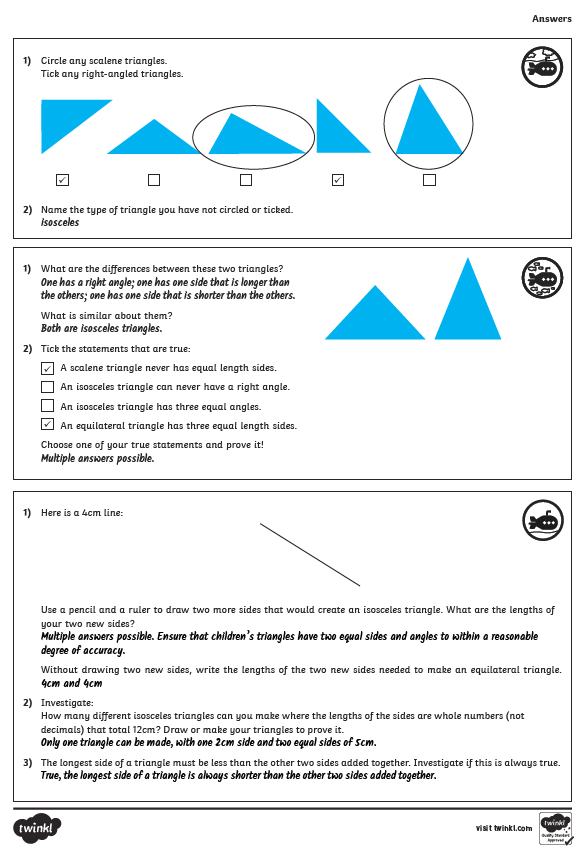 Answers
1) Circle any scalene triangles.
Tick any right-angled triangles.
2) Name the type of triangle you have not circled or ticked.
isosceles
1) What are the differences between these two triangles?
One has a right angle; one has one side that is longer than
the others; one has one side that is shorter than the others.
What is similar about them?
Both are isosceles triangles.
2) Tick the statements that are true:
A scalene triangle never has equal length sides.
An isosceles triangle can never have a right angle.
An isosceles triangle has three equal angles.
An equilateral triangle has three equal length sides.
Choose one of your true statements and prove it!
Multiple answers possible.
1) Here is a 4cm line:
Use a pencil and a ruler to draw two more sides that would create an isosceles triangle. What are the lengths of
your two new sides?
Multiple answers possible. Ensure that children's triangles have two equal sides and angles to within a reasonable
degree of accuracy.
Without drawing two new sides, write the lengths of the two new sides needed to make an equilateral triangle.
4cm and 4cm
2) Investigate:
How many different isosceles triangles can you make where the lengths of the sides are whole numbers (not
decimals) that total 12cm? Draw or make your triangles to prove it.
Only one triangle can be made, with one 2cm side and two equal sides of 5cm.
3) The longest side of a triangle must be less than the other two sides added together. Investigate if this is always true.
True, the longest side of a triangle is always shorter than the other two sides added together.
twinkl
visit twinkl.com
twinkl
Quality Standard
Approved